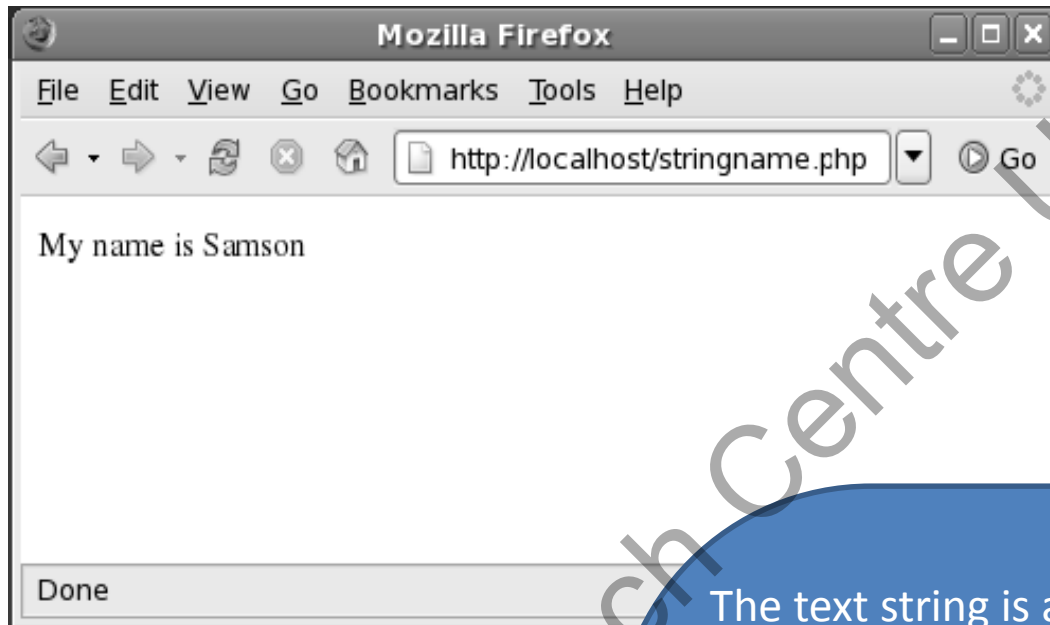 Mozilla Firefox
File Edit View Go Bookmarks Tools Help
http://localhost/stringname.php Go
My name is Samson
Done
The text string is
Centre